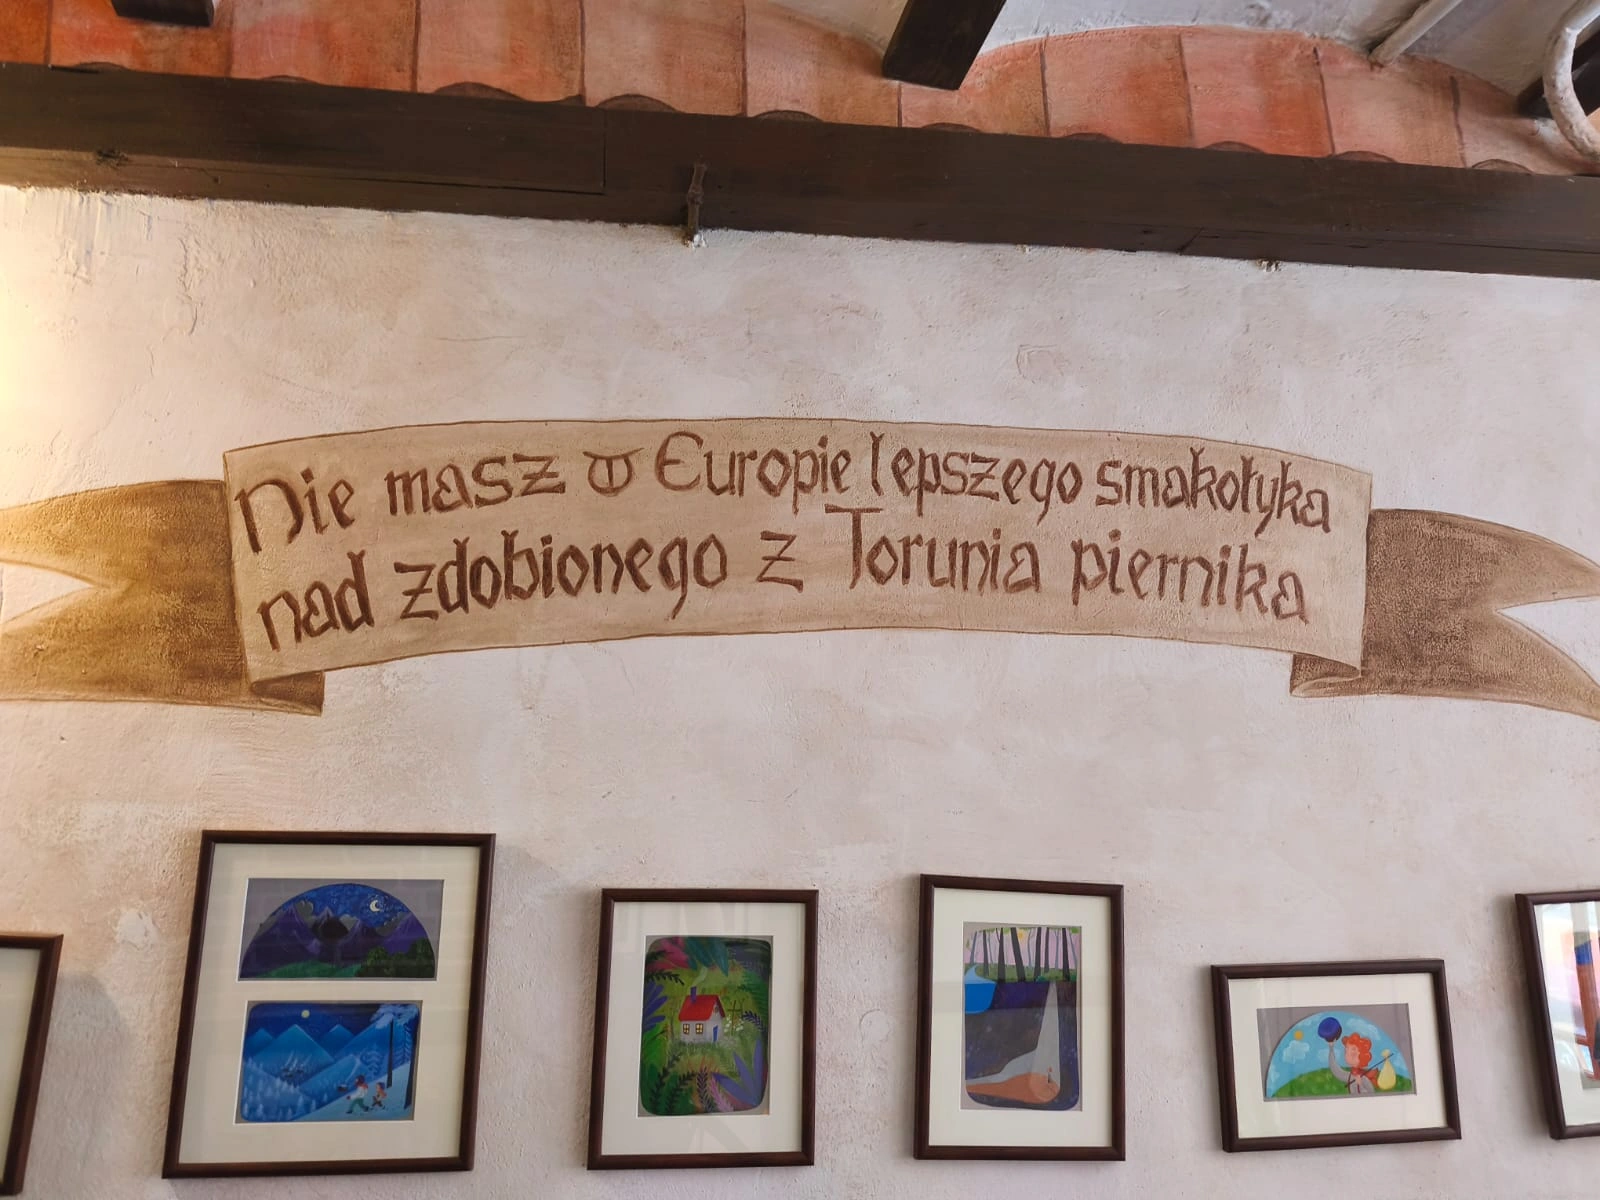 Nie masz w Europie lepszego smakołyka
nad zdobionego z Torunia piernika